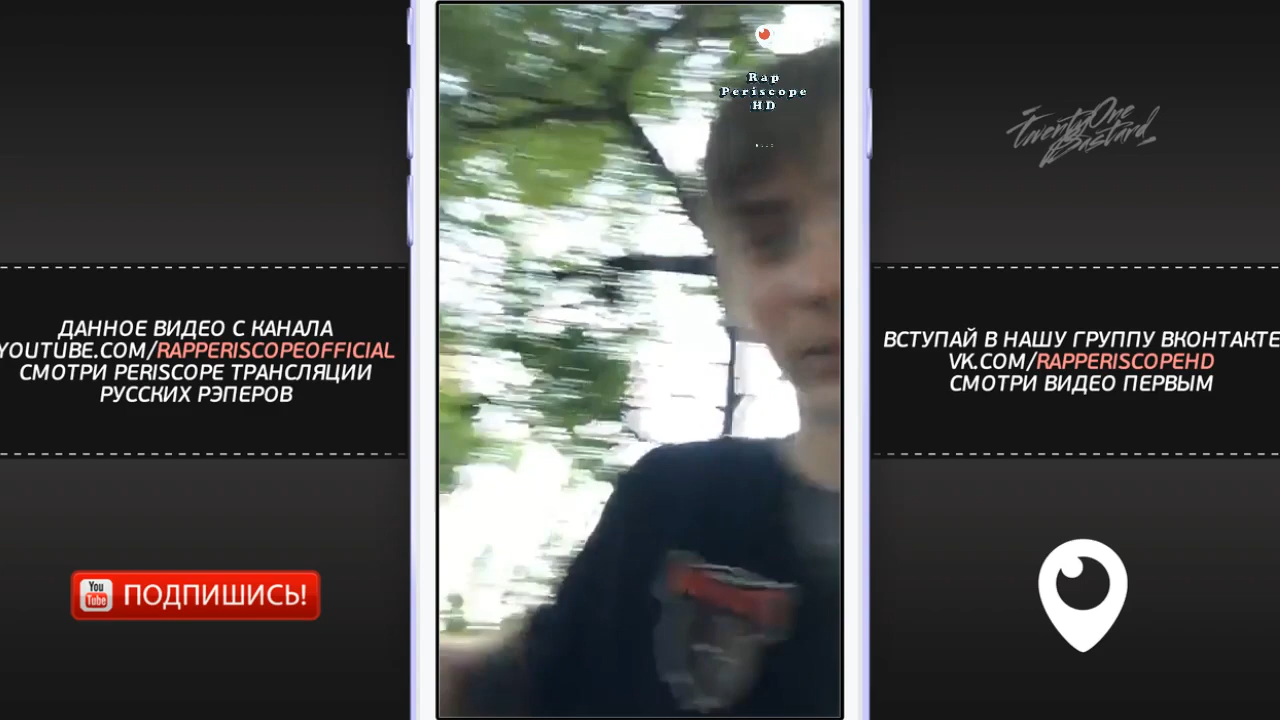 Rap
Periscope
HD
TwentyOne
Bastard
ДАННОЕ ВИДЕО С КАНАЛА
YOUTUBE.COM/RAPPERISCOPEOFFICIAL
СМОТРИ PERISCOPE ТРАНСЛЯЦИИ
РУССКИХ РЭПЕРОВ
ВСТУПАЙ В НАШУ ГРУППУ ВКОНТАКТЕ
VK.COM/RAPPERISCOPEHD
СМОТРИ ВИДЕО ПЕРВЫМ
You
Tube
ПОДПИШИСЬ!